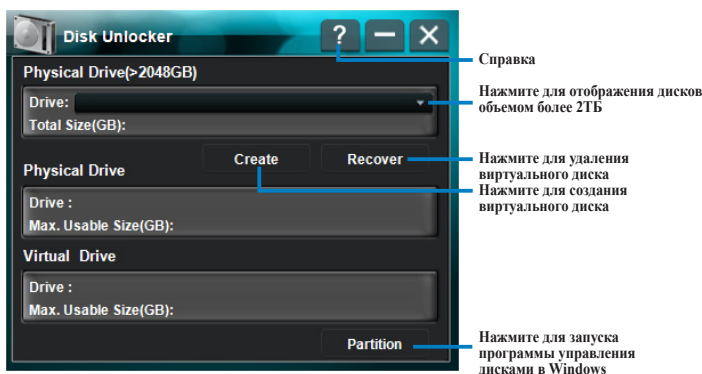 Disk Unlocker
?
Справка
Physical Drive(>2048GB)
Drive:
Total Size(GB):
Нажмите для отображения дисков
объемом более 2ТБ
Create
Recover
Нажмите для удаления
виртуального диска
Нажмите для создания
виртуального диска
Physical Drive
Drive :
Max. Usable Size(GB):
Virtual Drive
Drive :
Max. Usable Size(GB):
Partition
Нажмите для запуска
программы управления
дисками в Windows